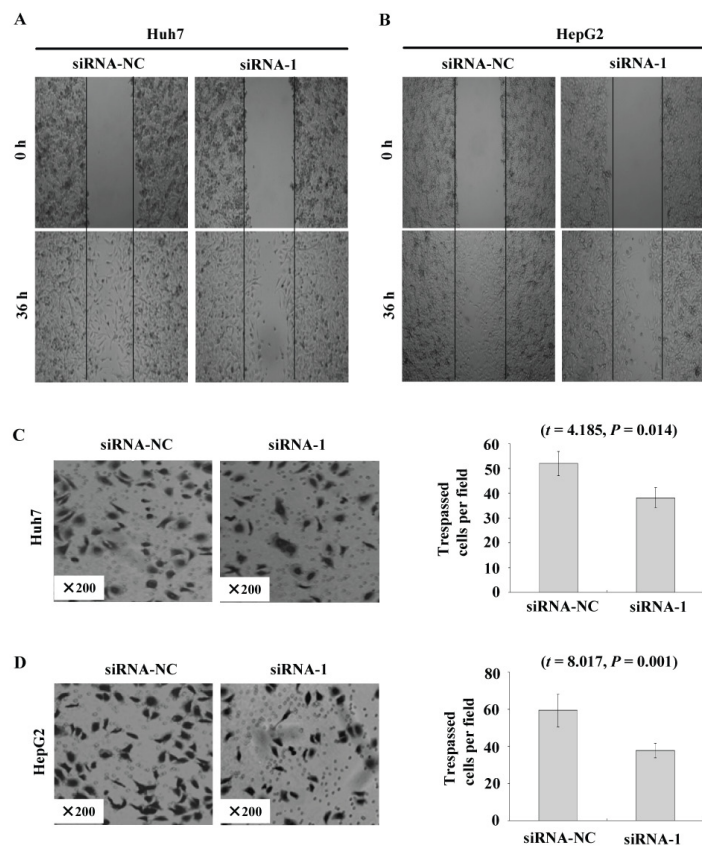 A
Huh7
siRNA-NC siRNA-1
0 h
36 h
B
HepG2
siRNA-NC siRNA-1
0 h
36 h
C
siRNA-NC siRNA-1
Huh7
×200 ×200
(t = 4.185, P = 0.014)
Trespassed
cells per field
60
50
40
30
20
10
0
siRNA-NC siRNA-1
D
siRNA-NC siRNA-1
HepG2
×200 ×200
(t = 8.017, P = 0.001)
Trespassed
cells per field
80
60
40
20
0
siRNA-NC siRNA-1